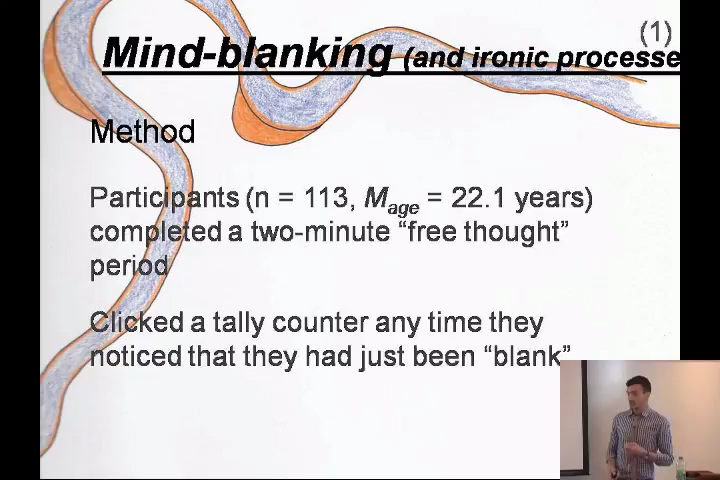 (1)
Mind-blanking (and ironic processe
Method
Participants (n = 113, Mage = 22.1 years)
completed a two-minute “free thought”
period
Clicked a tally counter any time they
noticed that they had just been “blank”